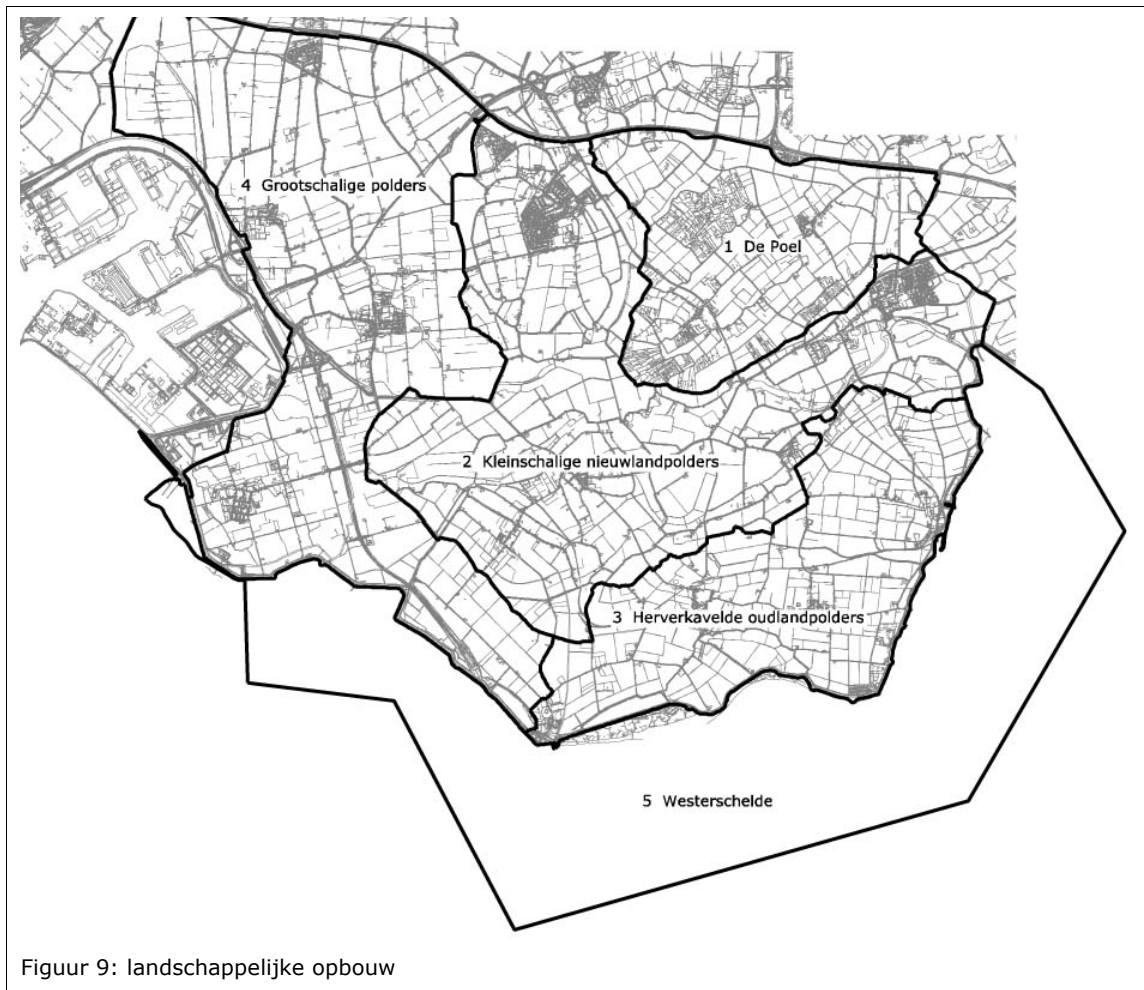 4 Grootschalige polders
1 De Poel
2 Kleinschalige nieuwlandpolders
3 Herverkavelde oudlandpolders
5 Westerschelde
Figuur 9: landschappelijke opbouw